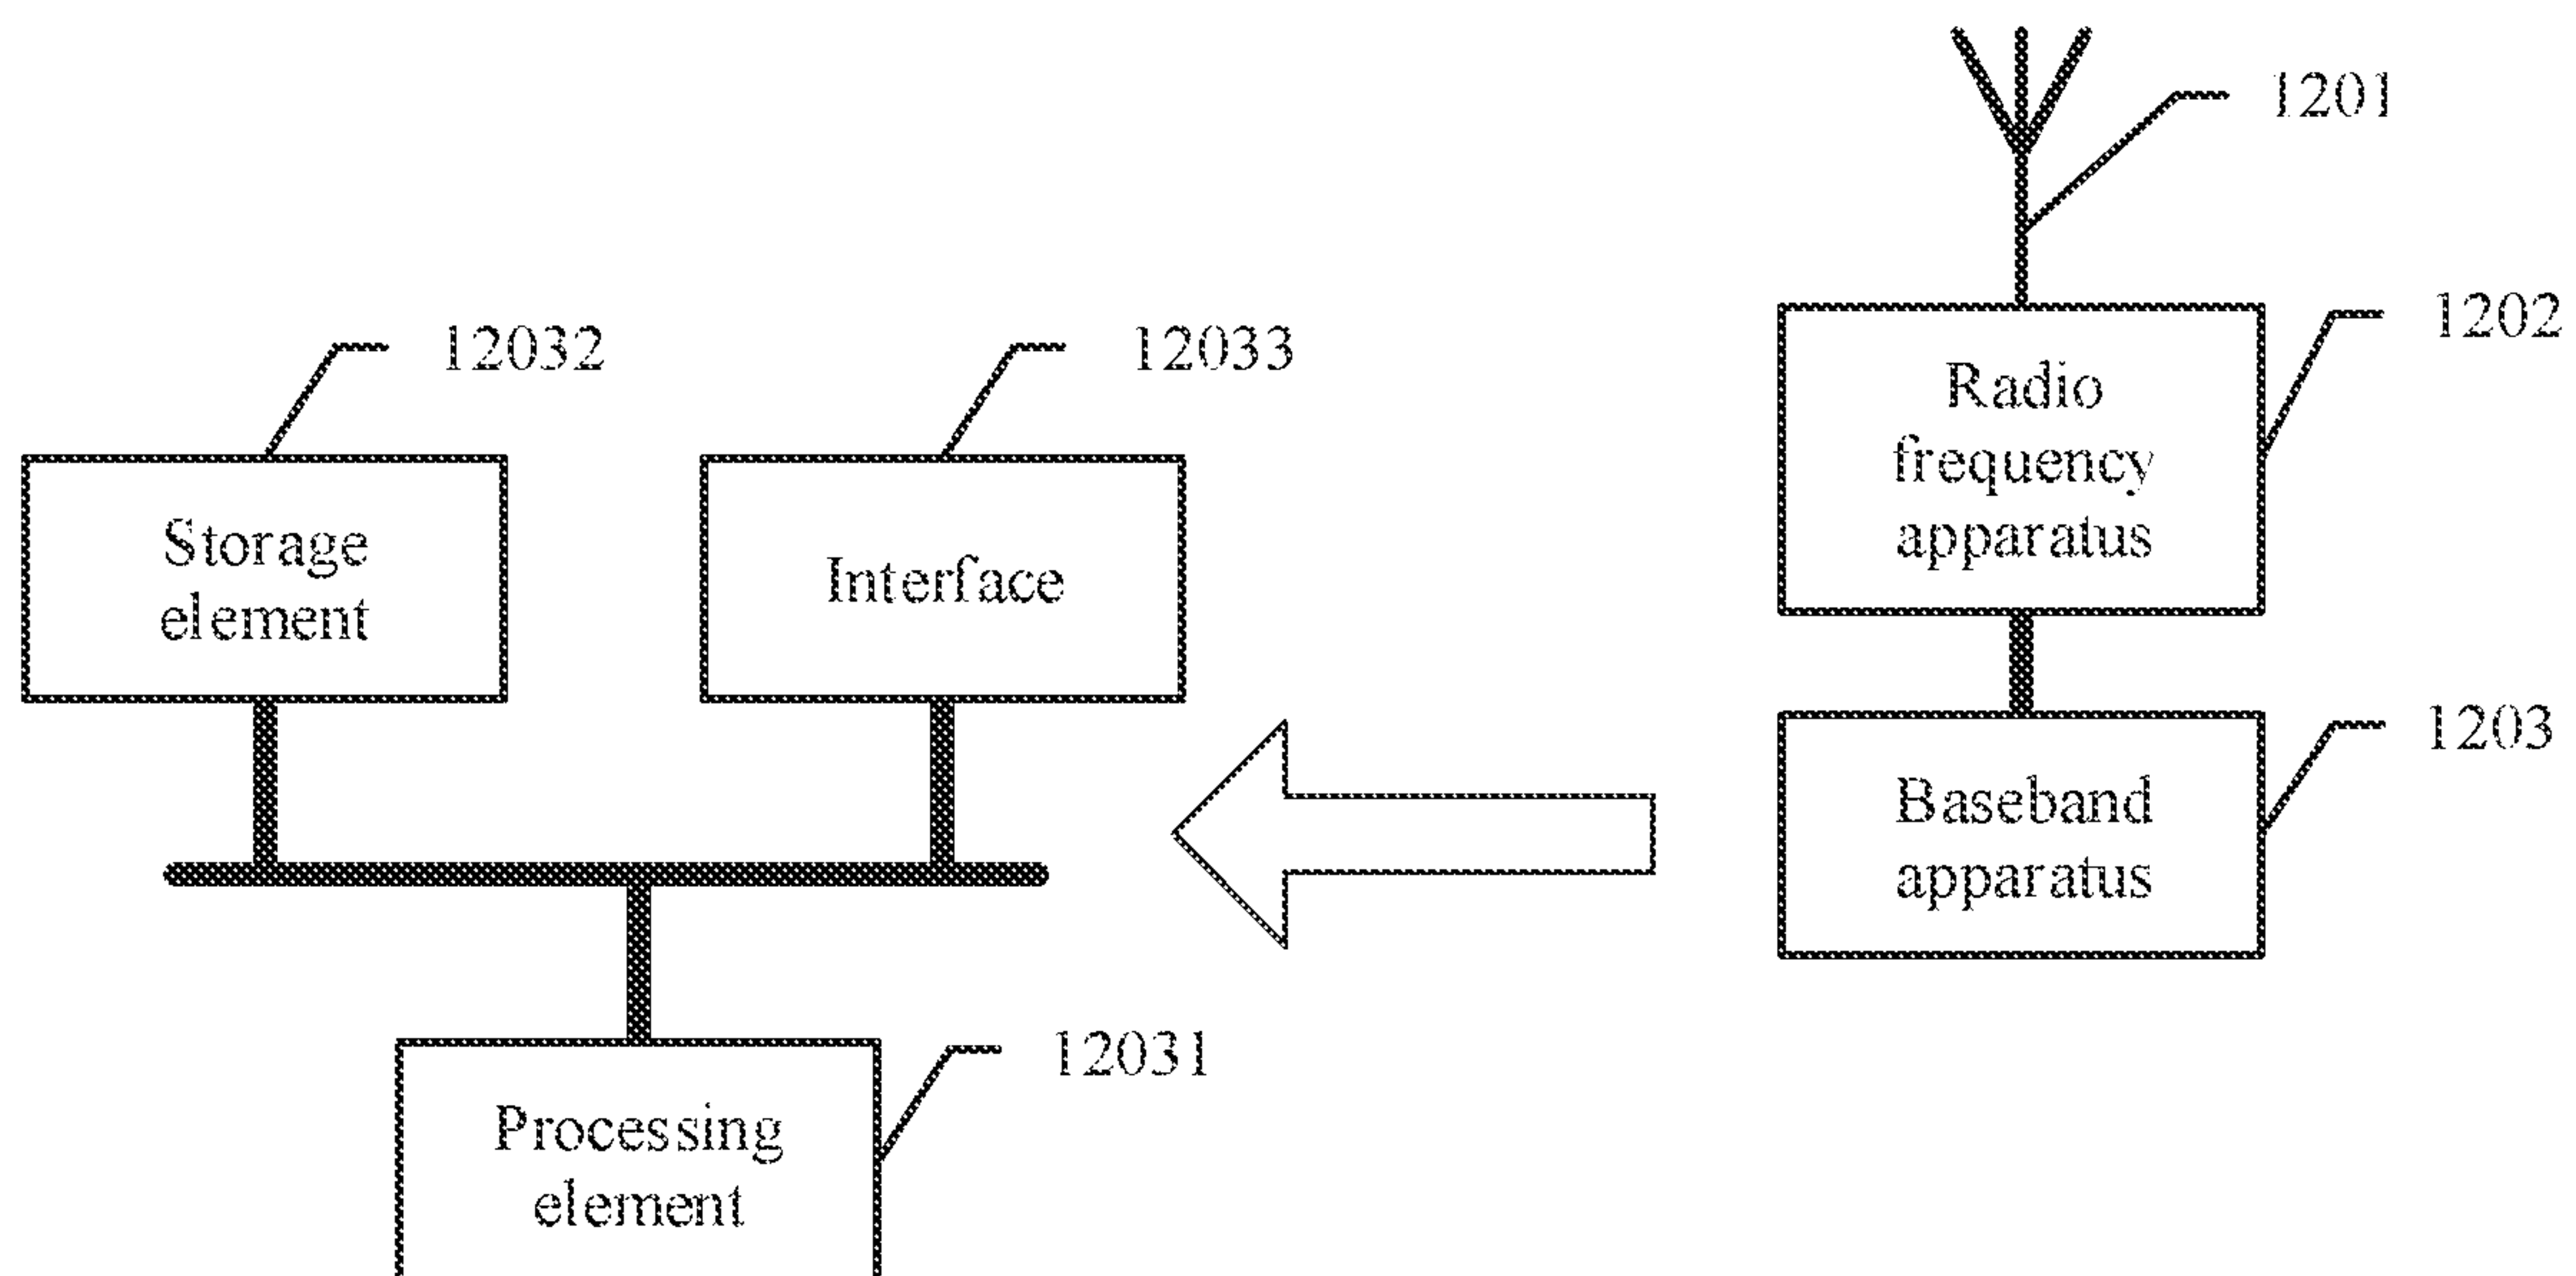 1201
1202
Radio
frequency
apparatus
12032
12033
Storage
element
Interface
1203
Baseband
apparatus
12031
Processing
element